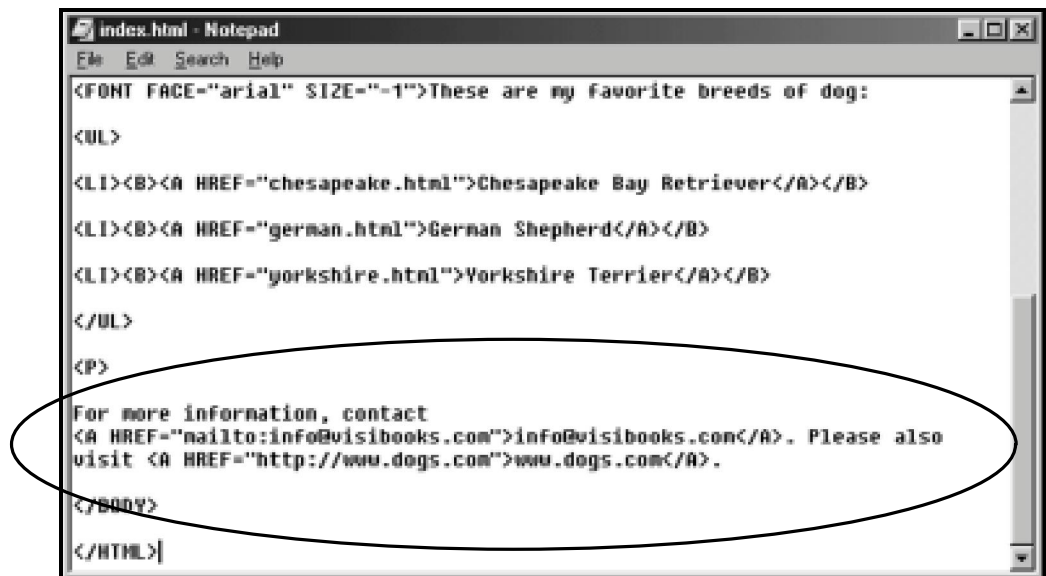 index.html - Notepad
File Edit Search Help
<FONT FACE="arial" SIZE="-1">These are my favorite breeds of dog:
<UL>
<LI><B><A HREF="chesapeake.html">Chesapeake Bay Retriever</A></B>
<LI><B><A HREF="german.html">German Shepherd</A></B>
<LI><B><A HREF="yorkshire.html">Yorkshire Terrier</A></B>
</UL>
<P>
For more information, contact
<A HREF="mailto:info@visibooks.com">info@visibooks.com</A>. Please also
visit <A HREF="http://www.dogs.com">www.dogs.com</A>.
</BODY>
</HTML>